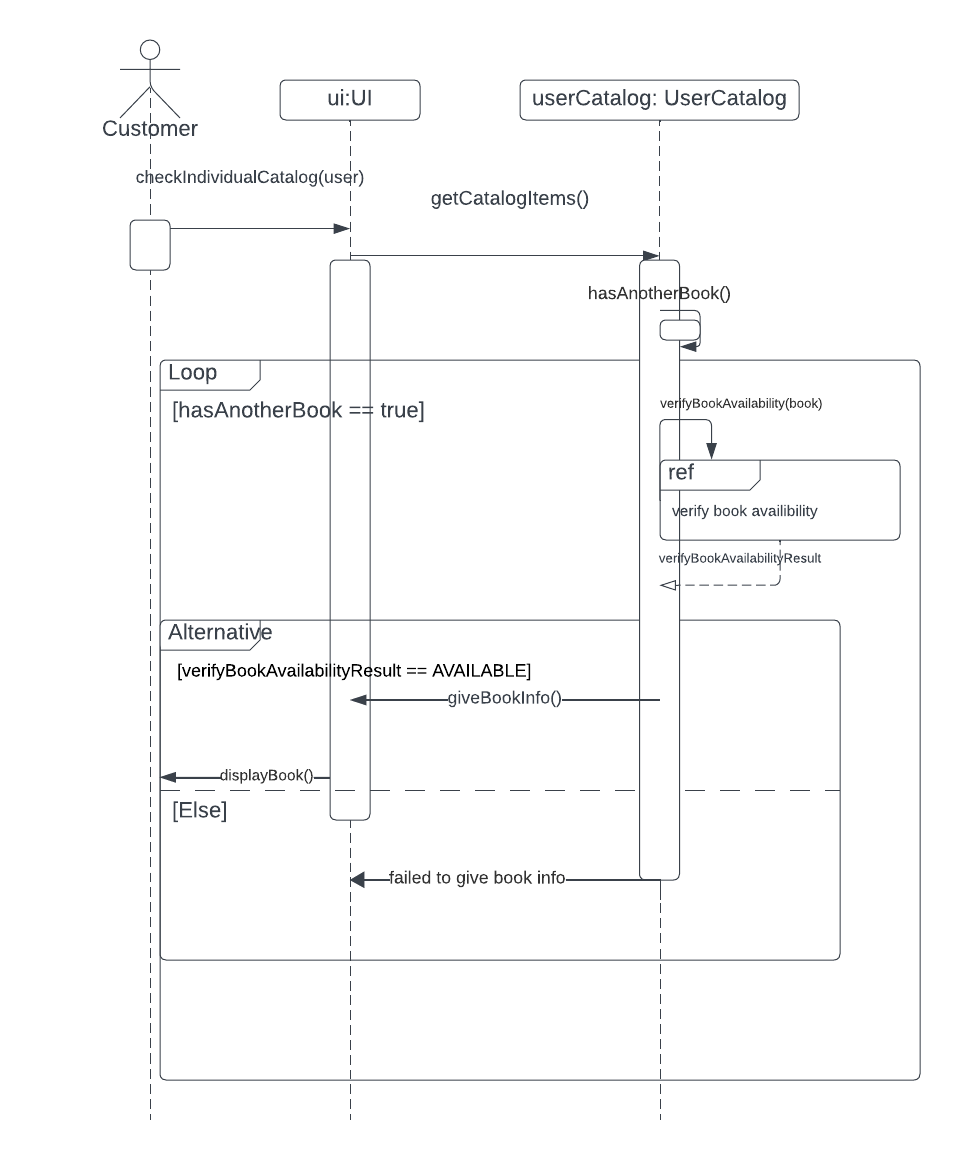 Customer
ui:UI
userCatalog: UserCatalog
checkIndividualCatalog(user)
getCatalogItems()
hasAnotherBook()
Loop
[hasAnotherBook == true]
verifyBookAvailability(book)
ref
verify book availibility
verifyBookAvailabilityResult
Alternative
[verifyBookAvailabilityResult == AVAILABLE]
giveBookInfo()
displayBook()
[Else]
failed to give book info